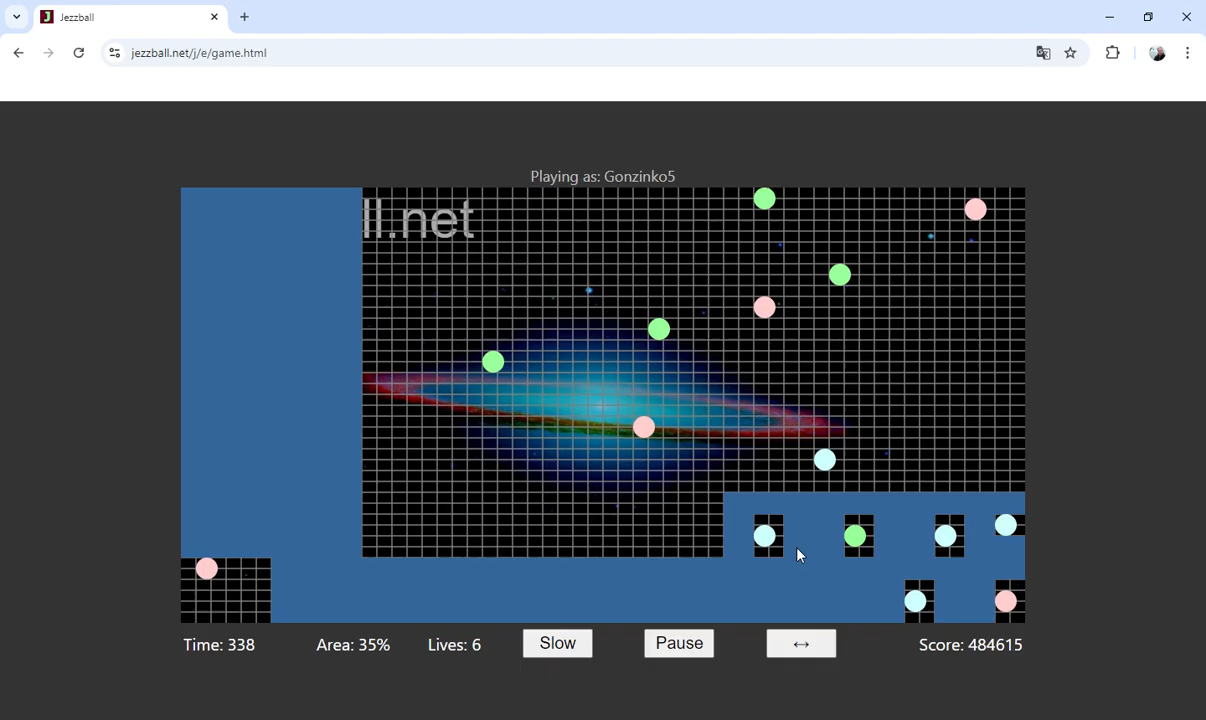 Jezzball
jezzball.net/j/e/game.html
Playing as: Gonzinko5
ll.net
Time: 338 Area: 35% Lives: 6 Slow Pause ↔ Score: 484615